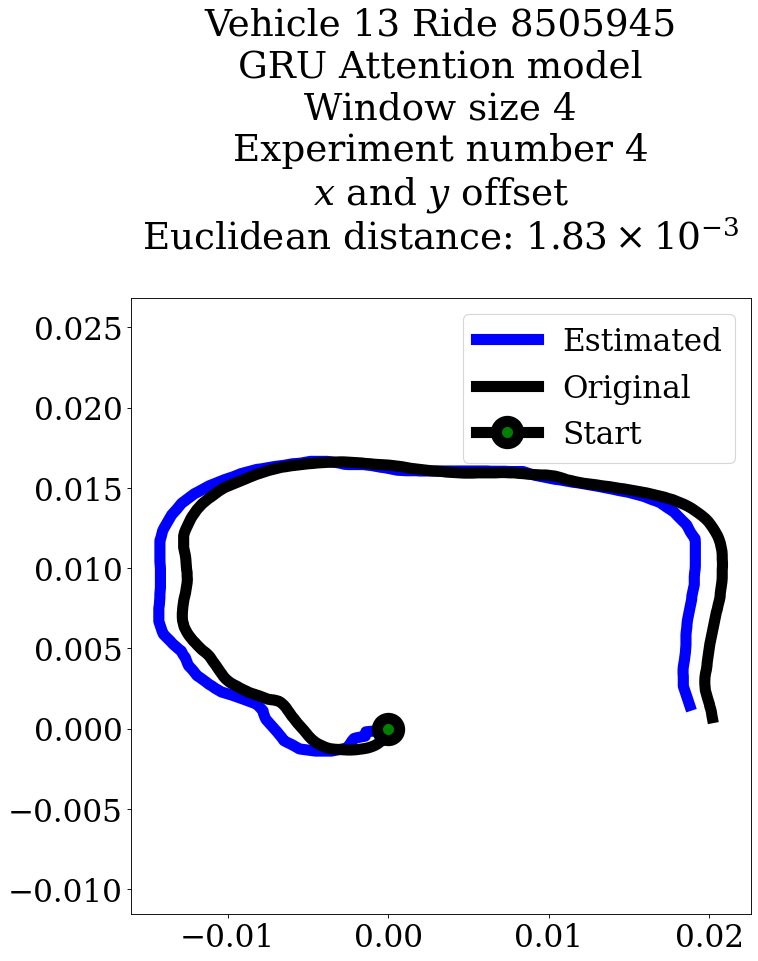 Vehicle 13 Ride 8505945
GRU Attention model
Window size 4
Experiment number 4
x and y offset
Euclidean distance: 1.83 × 10⁻³
Estimated
Original
Start
0.025
0.020
0.015
0.010
0.005
0.000
−0.005
−0.010
−0.01 0.00 0.01 0.02